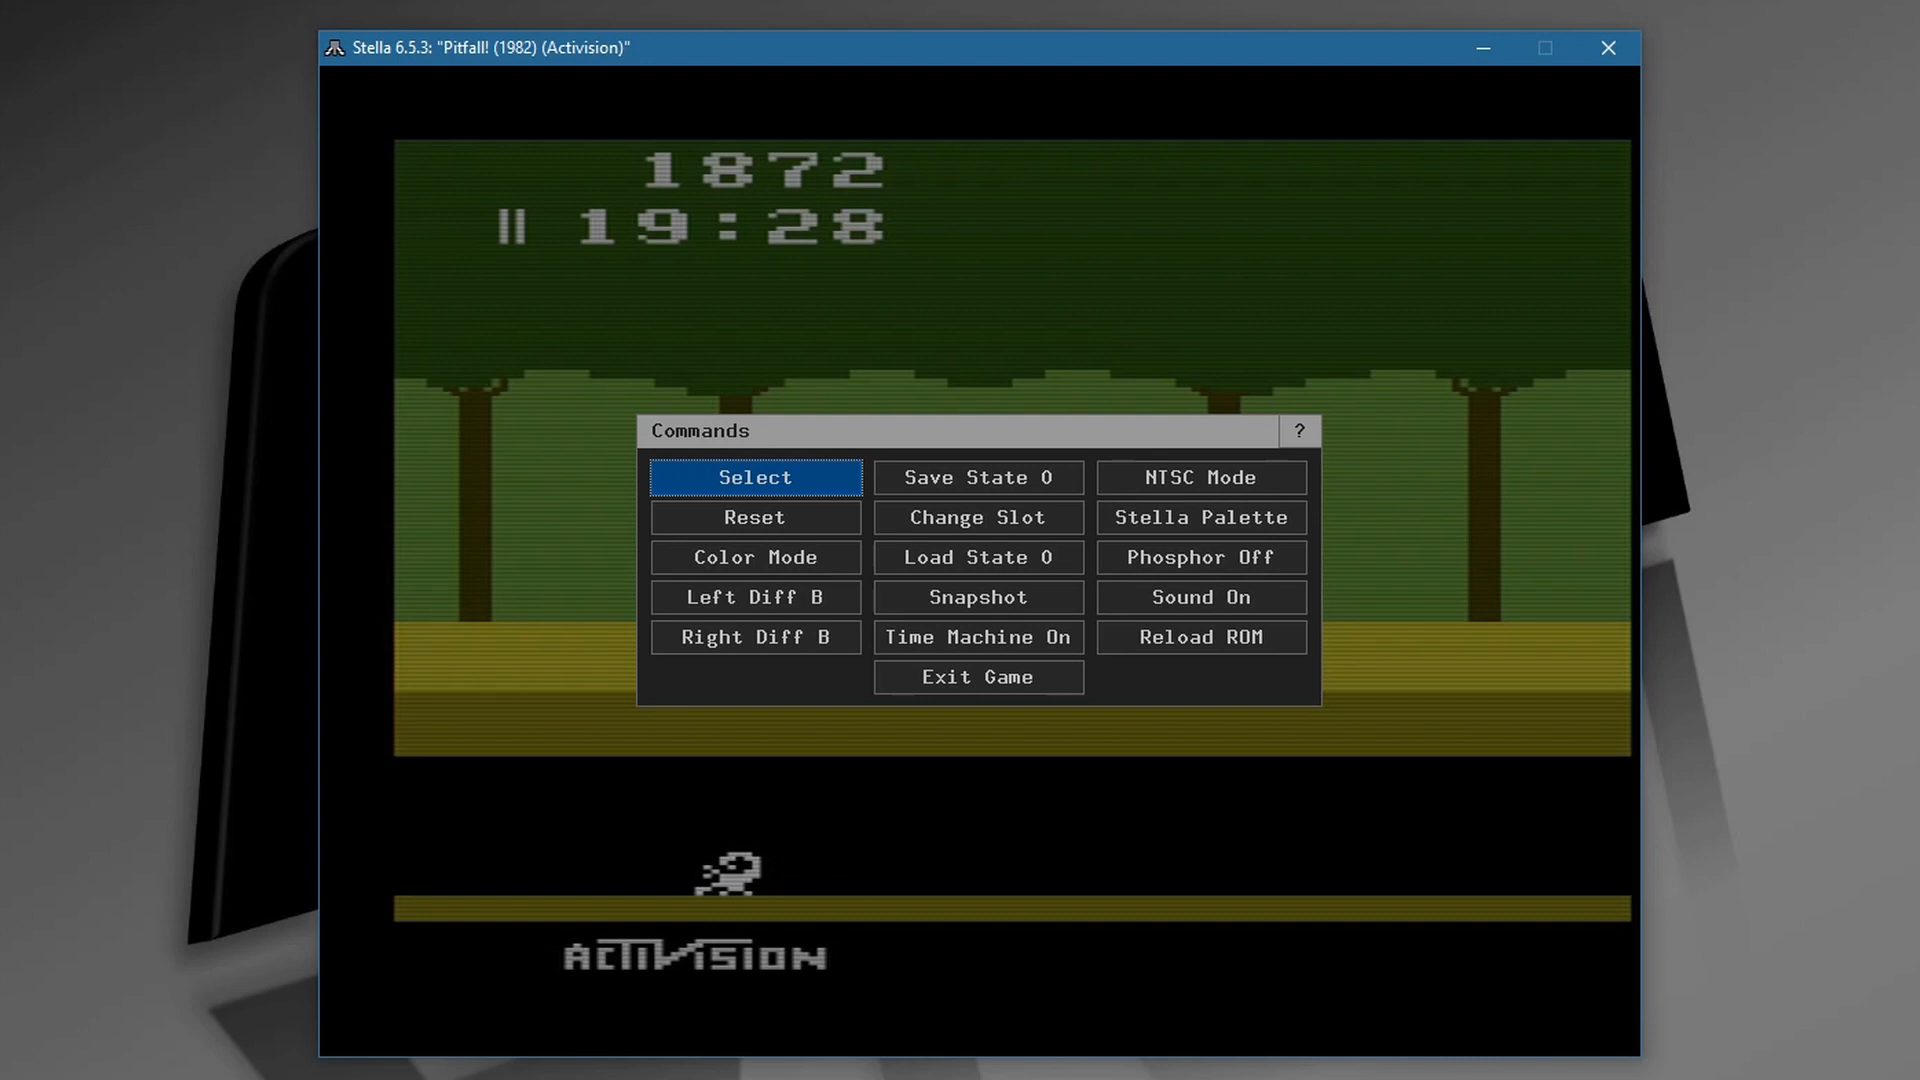 Stella 6.5.3: "Pitfall! (1982) (Activision)"
1872
19:28
Commands ?
Select Save State 0 NTSC Mode
Reset Change Slot Stella Palette
Color Mode Load State 0 Phosphor Off
Left Diff B Snapshot Sound On
Right Diff B Time Machine On Reload ROM
Exit Game
ACTIVISION